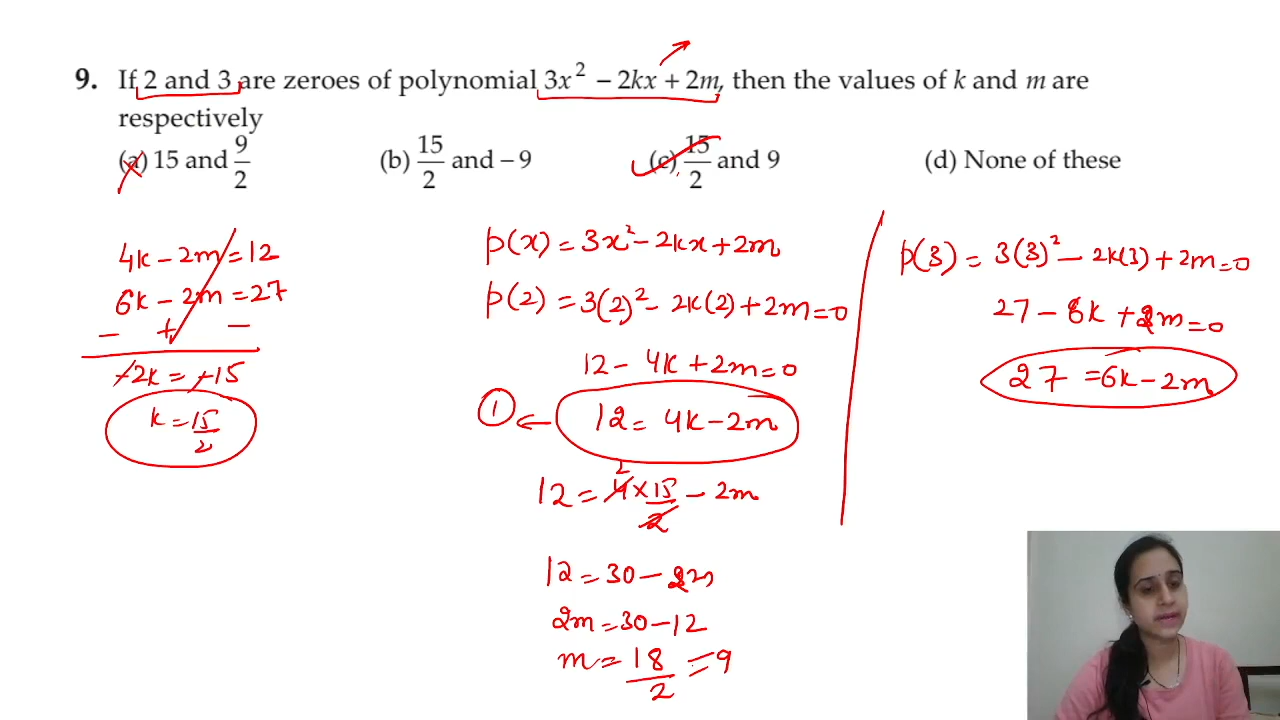 9. If 2 and 3 are zeroes of polynomial 3x² – 2kx + 2m, then the values of k and m are
respectively
(a) 15 and 9/2 (b) 15/2 and – 9 (c) 15/2 and 9 (d) None of these
4k – 2m = 12
6k – 2m = 27
– + –
–2k = –15
k = 15/2
p(x) = 3x² – 2kx + 2m
p(2) = 3(2)² – 2k(2) + 2m = 0
12 – 4k + 2m = 0
① ← 12 = 4k – 2m
12 = 4 × 15/2 – 2m
2
12 = 30 – 2m
2m = 30 – 12
m = 18/2 = 9
p(3) = 3(3)² – 2k(3) + 2m = 0
27 – 6k + 2m = 0
27 = 6k – 2m